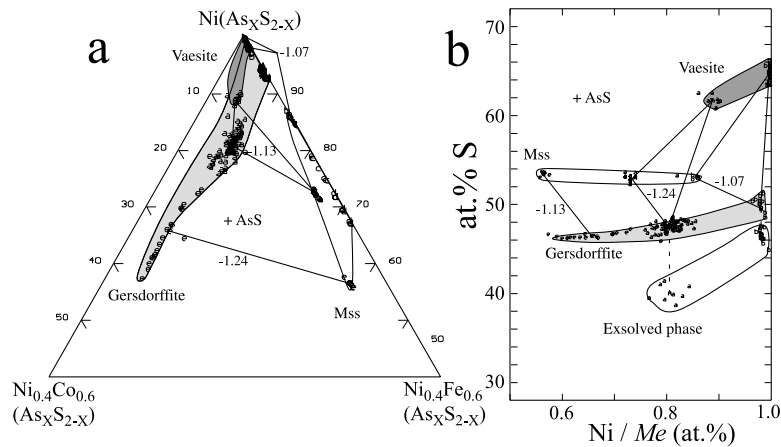 Ni(AsXS2-X)
a
Vaesite
-1.07
10
90
20
-1.13
80
30
+ AsS
70
-1.24
40
60
Gersdorffite
Mss
50
50
Ni0.4Co0.6
(AsXS2-X)
Ni0.4Fe0.6
(AsXS2-X)
b
70
Vaesite
+ AsS
60
at.% S
Mss
-1.07
-1.24
-1.13
50
Gersdorffite
40
Exsolved phase
30
0.6
0.8
1.0
Ni / Me (at.%)